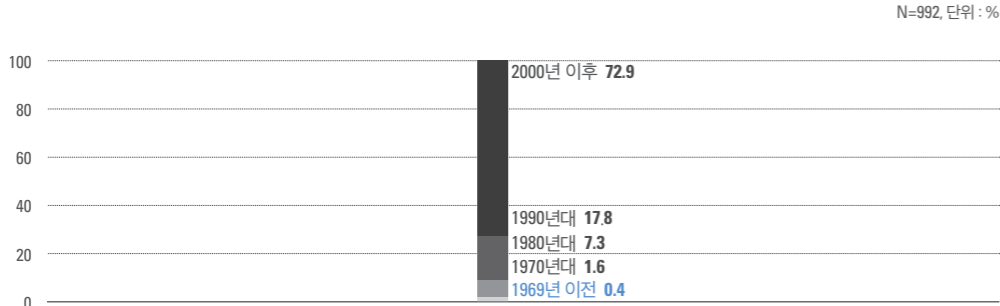 N=992, 단위 : %
100
2000년 이후 72.9
80
60
40
1990년대 17.8
1980년대 7.3
20
1970년대 1.6
1969년 이전 0.4
0